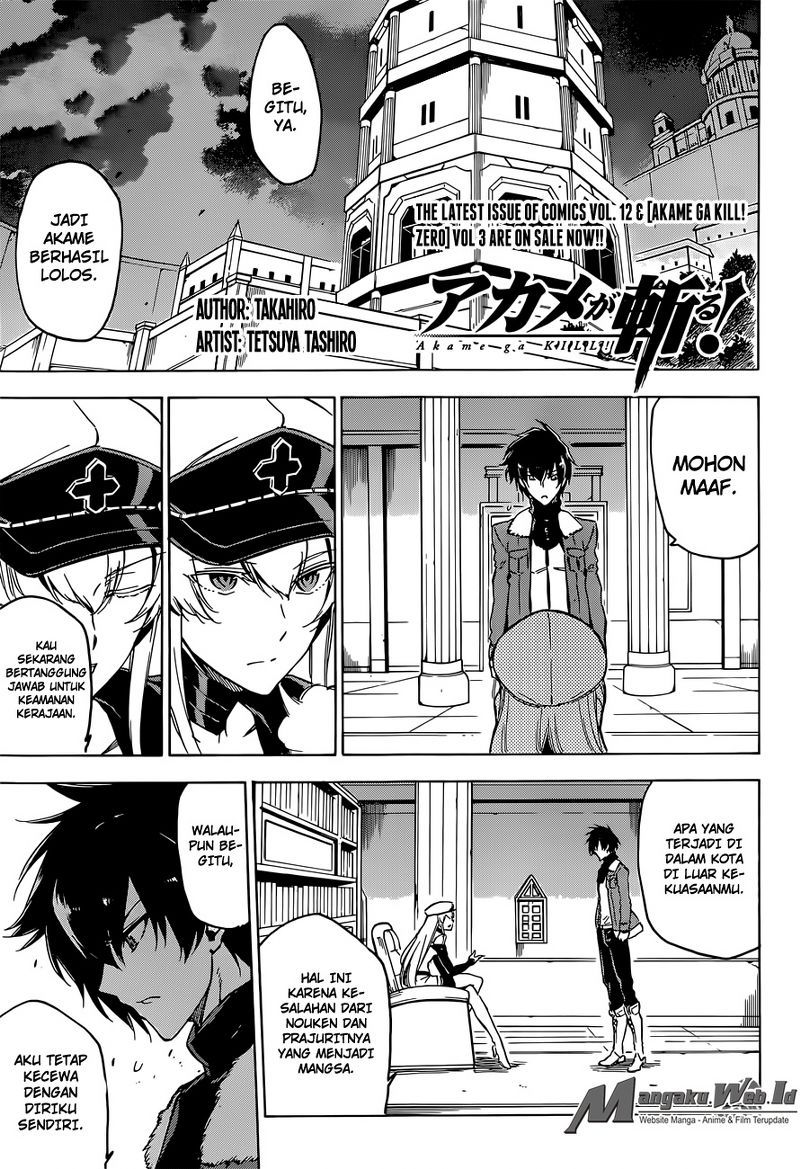 BE-
GITU,
YA.
JADI
AKAME
BERHASIL
LOLOS.
THE LATEST ISSUE OF COMICS VOL. 12 & [AKAME GA KILL!
ZERO] VOL 3 ARE ON SALE NOW!!
アカメが斬る!
Akame ga KILL!
AUTHOR: TAKAHIRO
ARTIST: TETSUYA TASHIRO
MOHON
MAAF.
KAU
SEKARANG
BERTANGGUNG
JAWAB UNTUK
KEAMANAN
KERAJAAN.
APA YANG
TERJADI DI
DALAM KOTA
DI LUAR KE-
KUASAANMU.
HAL INI
KARENA KE-
SALAHAN DARI
NOUKEN DAN
PRAJURITNYA
YANG MENJADI
MANGSA.
WALAU-
PUN BE-
GITU,
AKU TETAP
KECEWA
DENGAN
DIRIKU
SENDIRI.
Mangaku.Web.Id
Website Manga - Anime & Film Terupdate